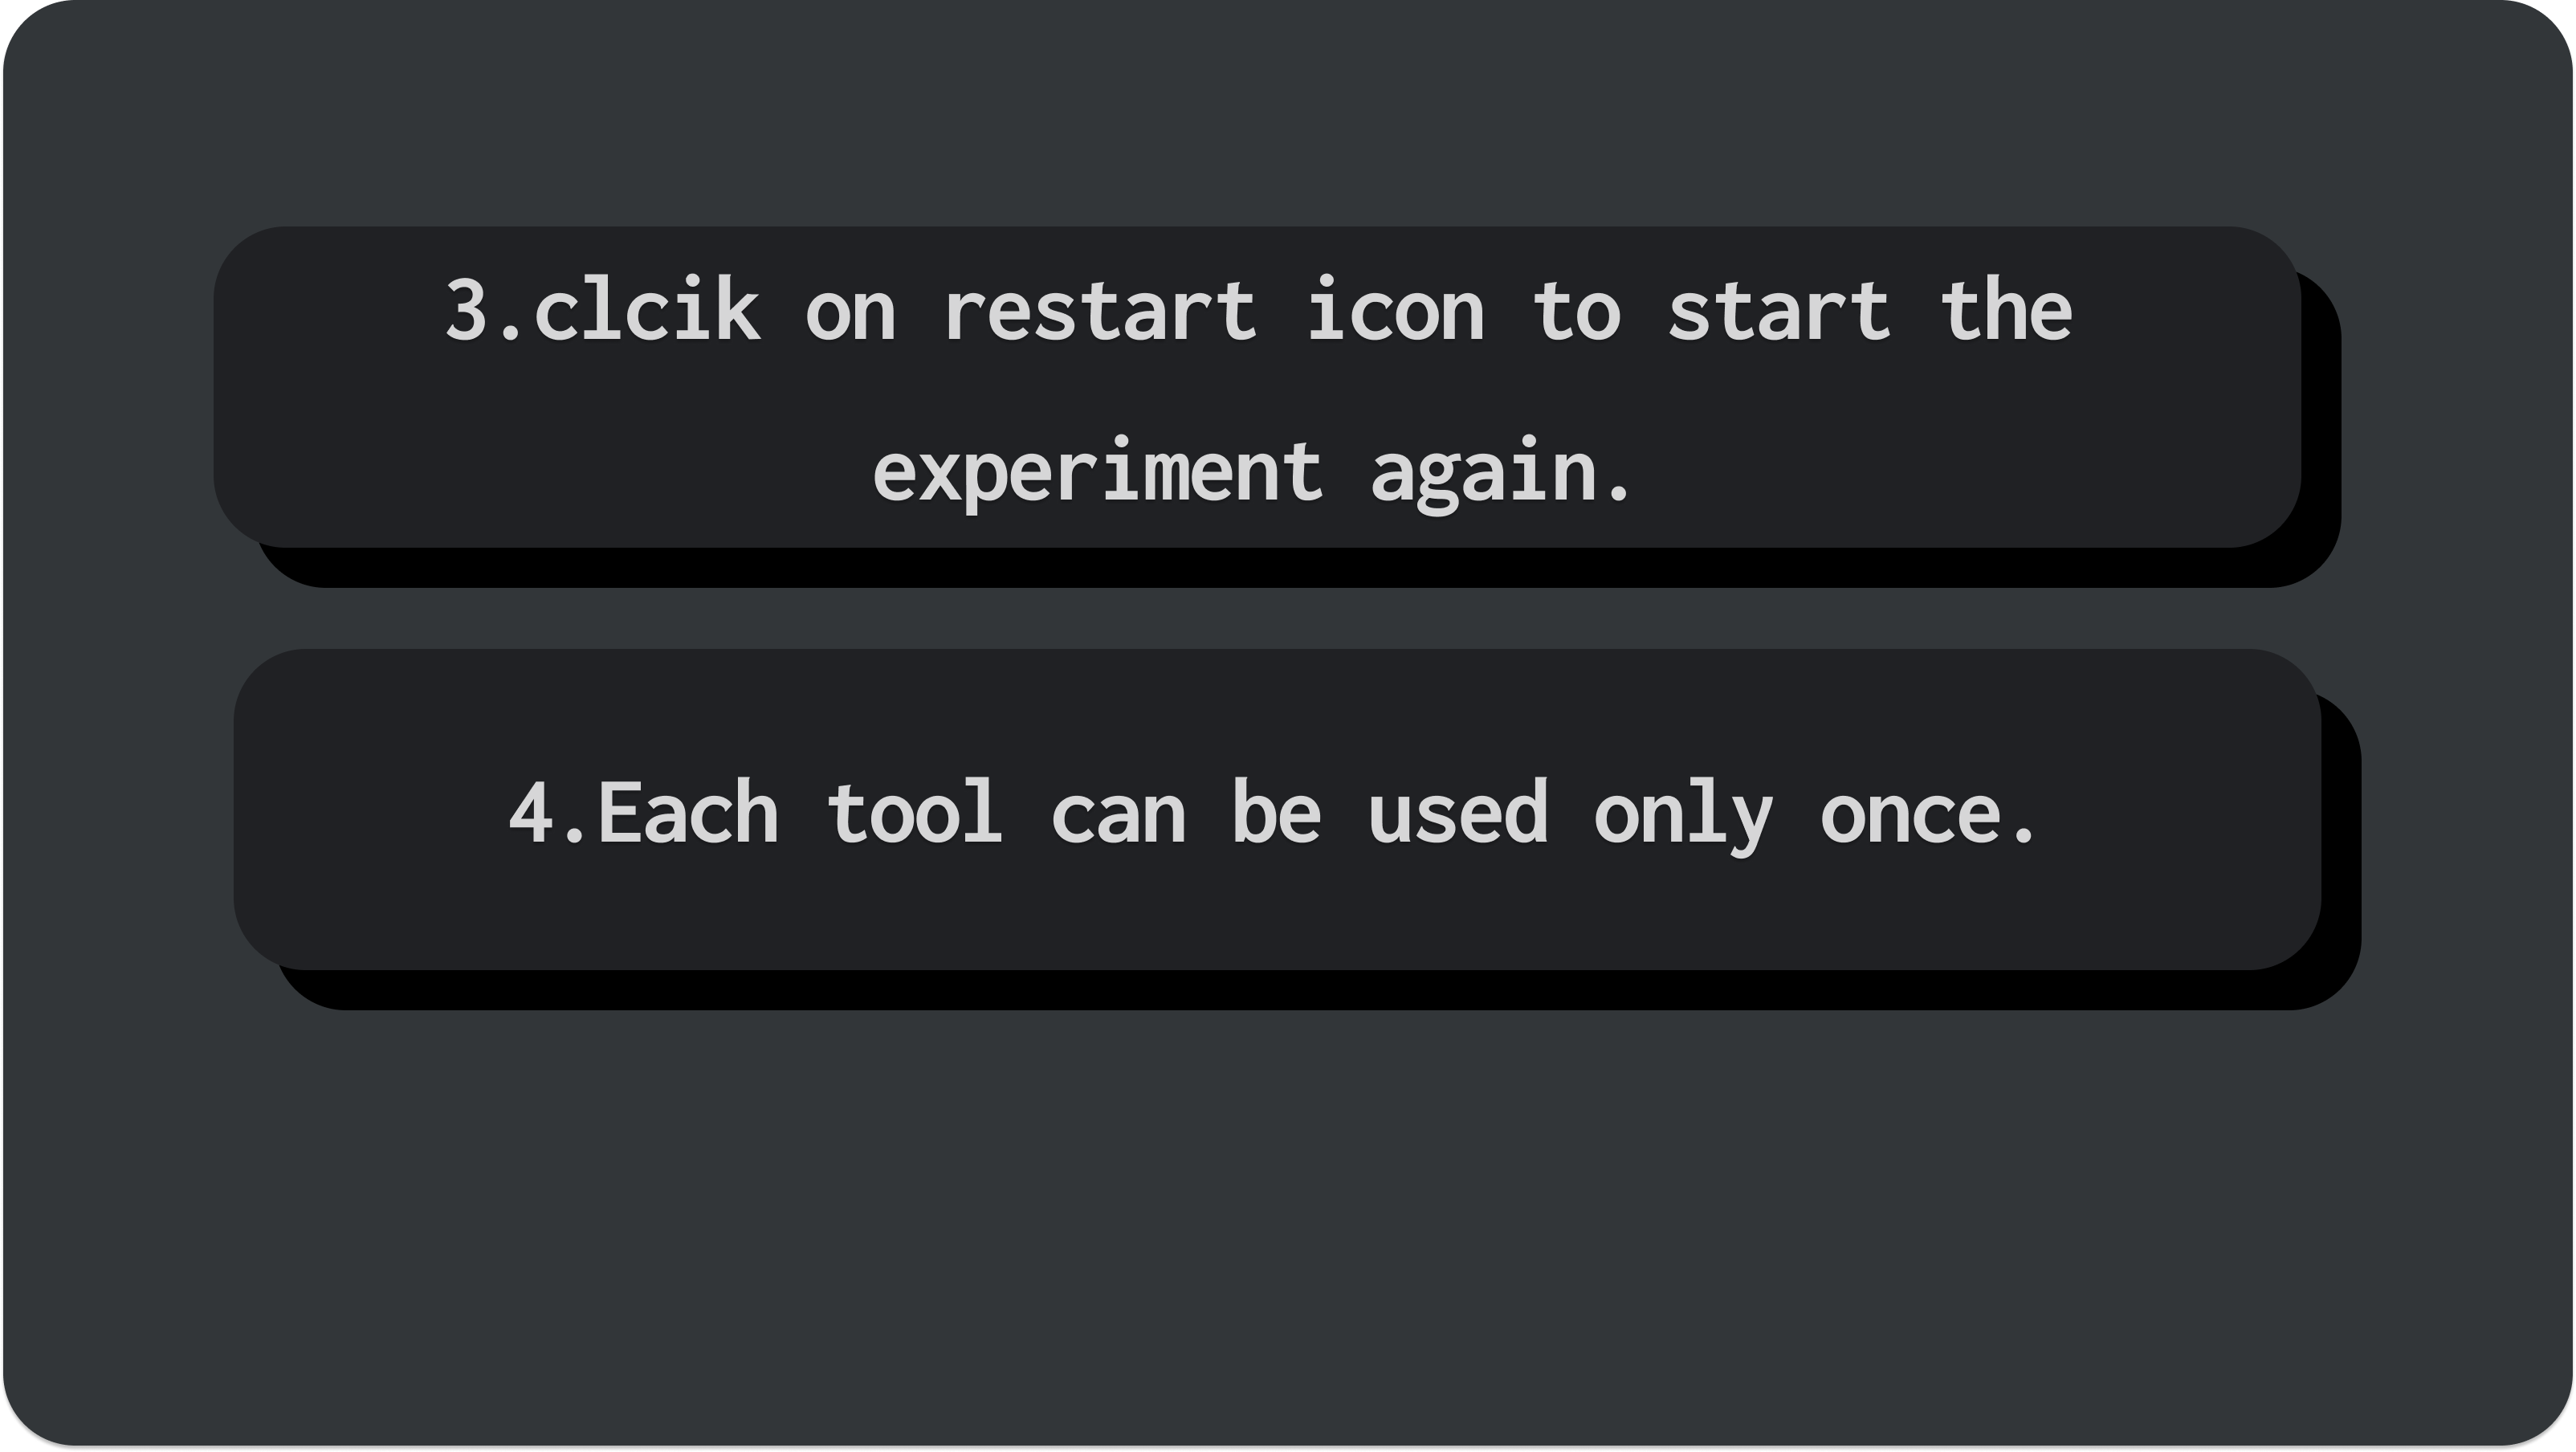 3.clcik on restart icon to start the
experiment again.
4.Each tool can be used only once.